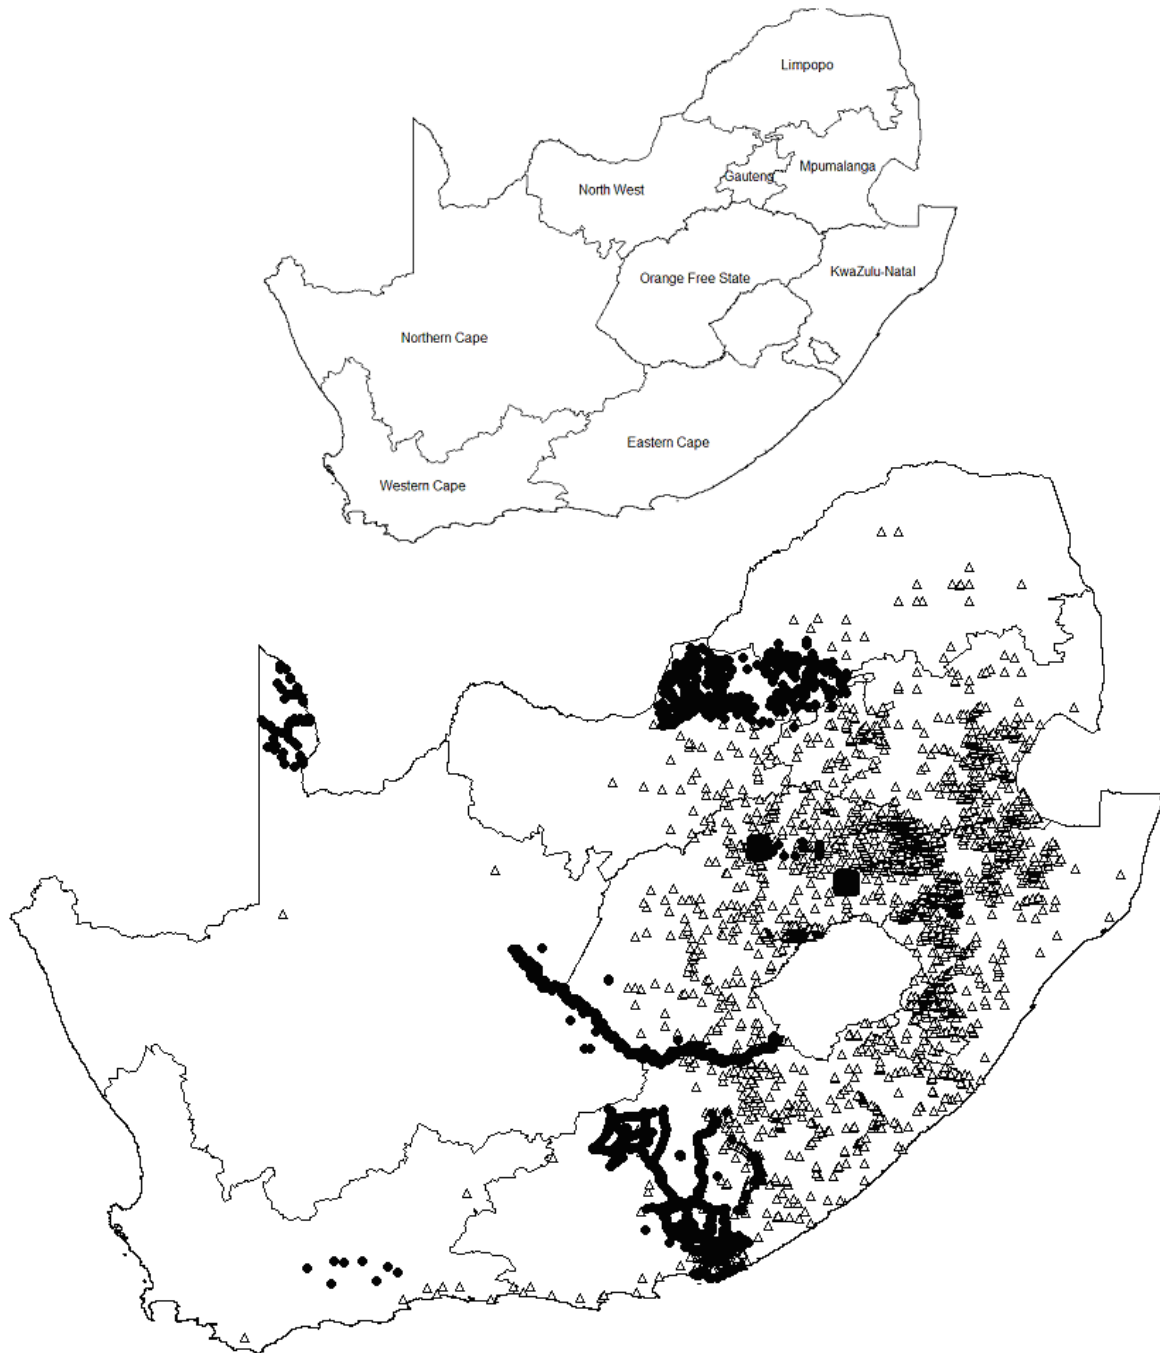 Limpopo
Mpumalanga
Gauteng
North West
KwaZulu-Natal
Orange Free State
Northern Cape
Eastern Cape
Western Cape